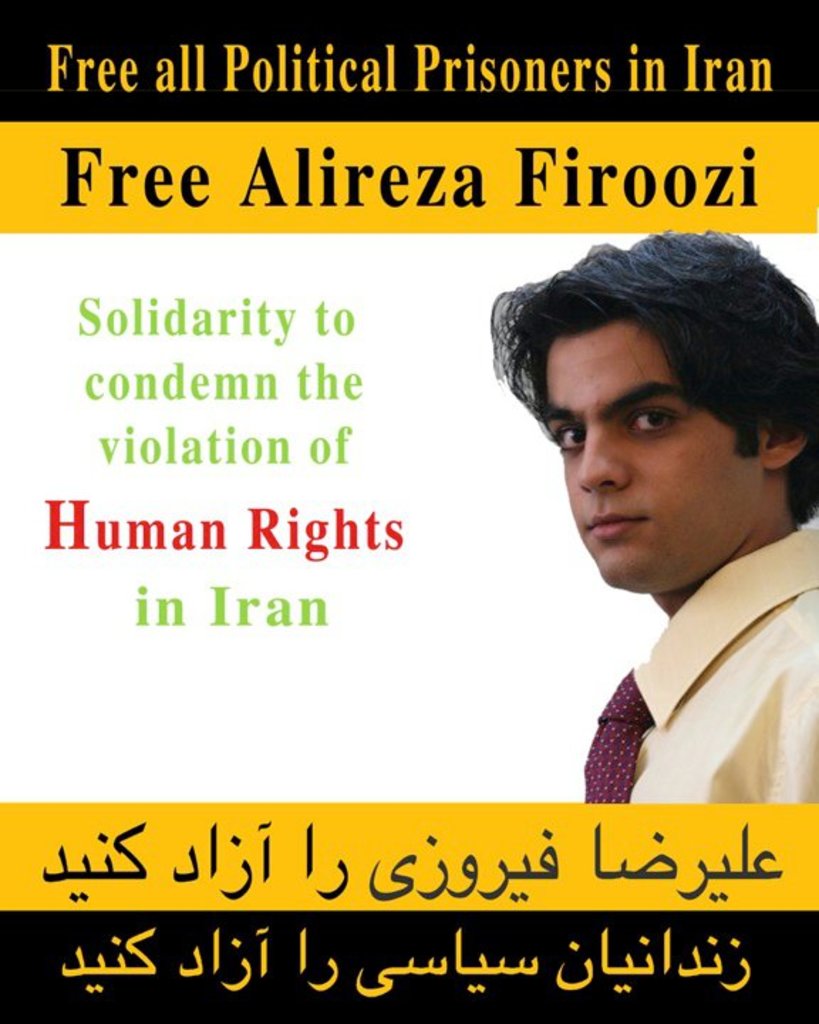 Free all Political Prisoners in Iran
Free Alireza Firoozi
Solidarity to
condemn the
violation of
Human Rights
in Iran
علیرضا فیروزی را آزاد کنید
زندانیان سیاسی را آزاد کنید